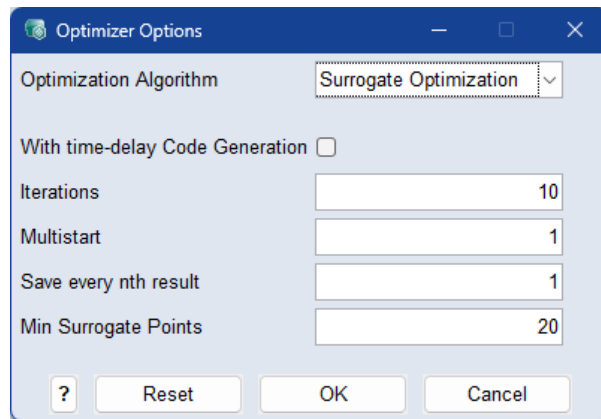 Optimizer Options
Optimization Algorithm Surrogate Optimization
With time-delay Code Generation
Iterations 10
Multistart 1
Save every nth result 1
Min Surrogate Points 20
? Reset OK Cancel